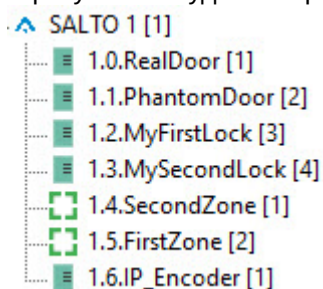 SALTO 1 [1]
1.0.RealDoor [1]
1.1.PhantomDoor [2]
1.2.MyFirstLock [3]
1.3.MySecondLock [4]
1.4.SecondZone [1]
1.5.FirstZone [2]
1.6.IP_Encoder [1]